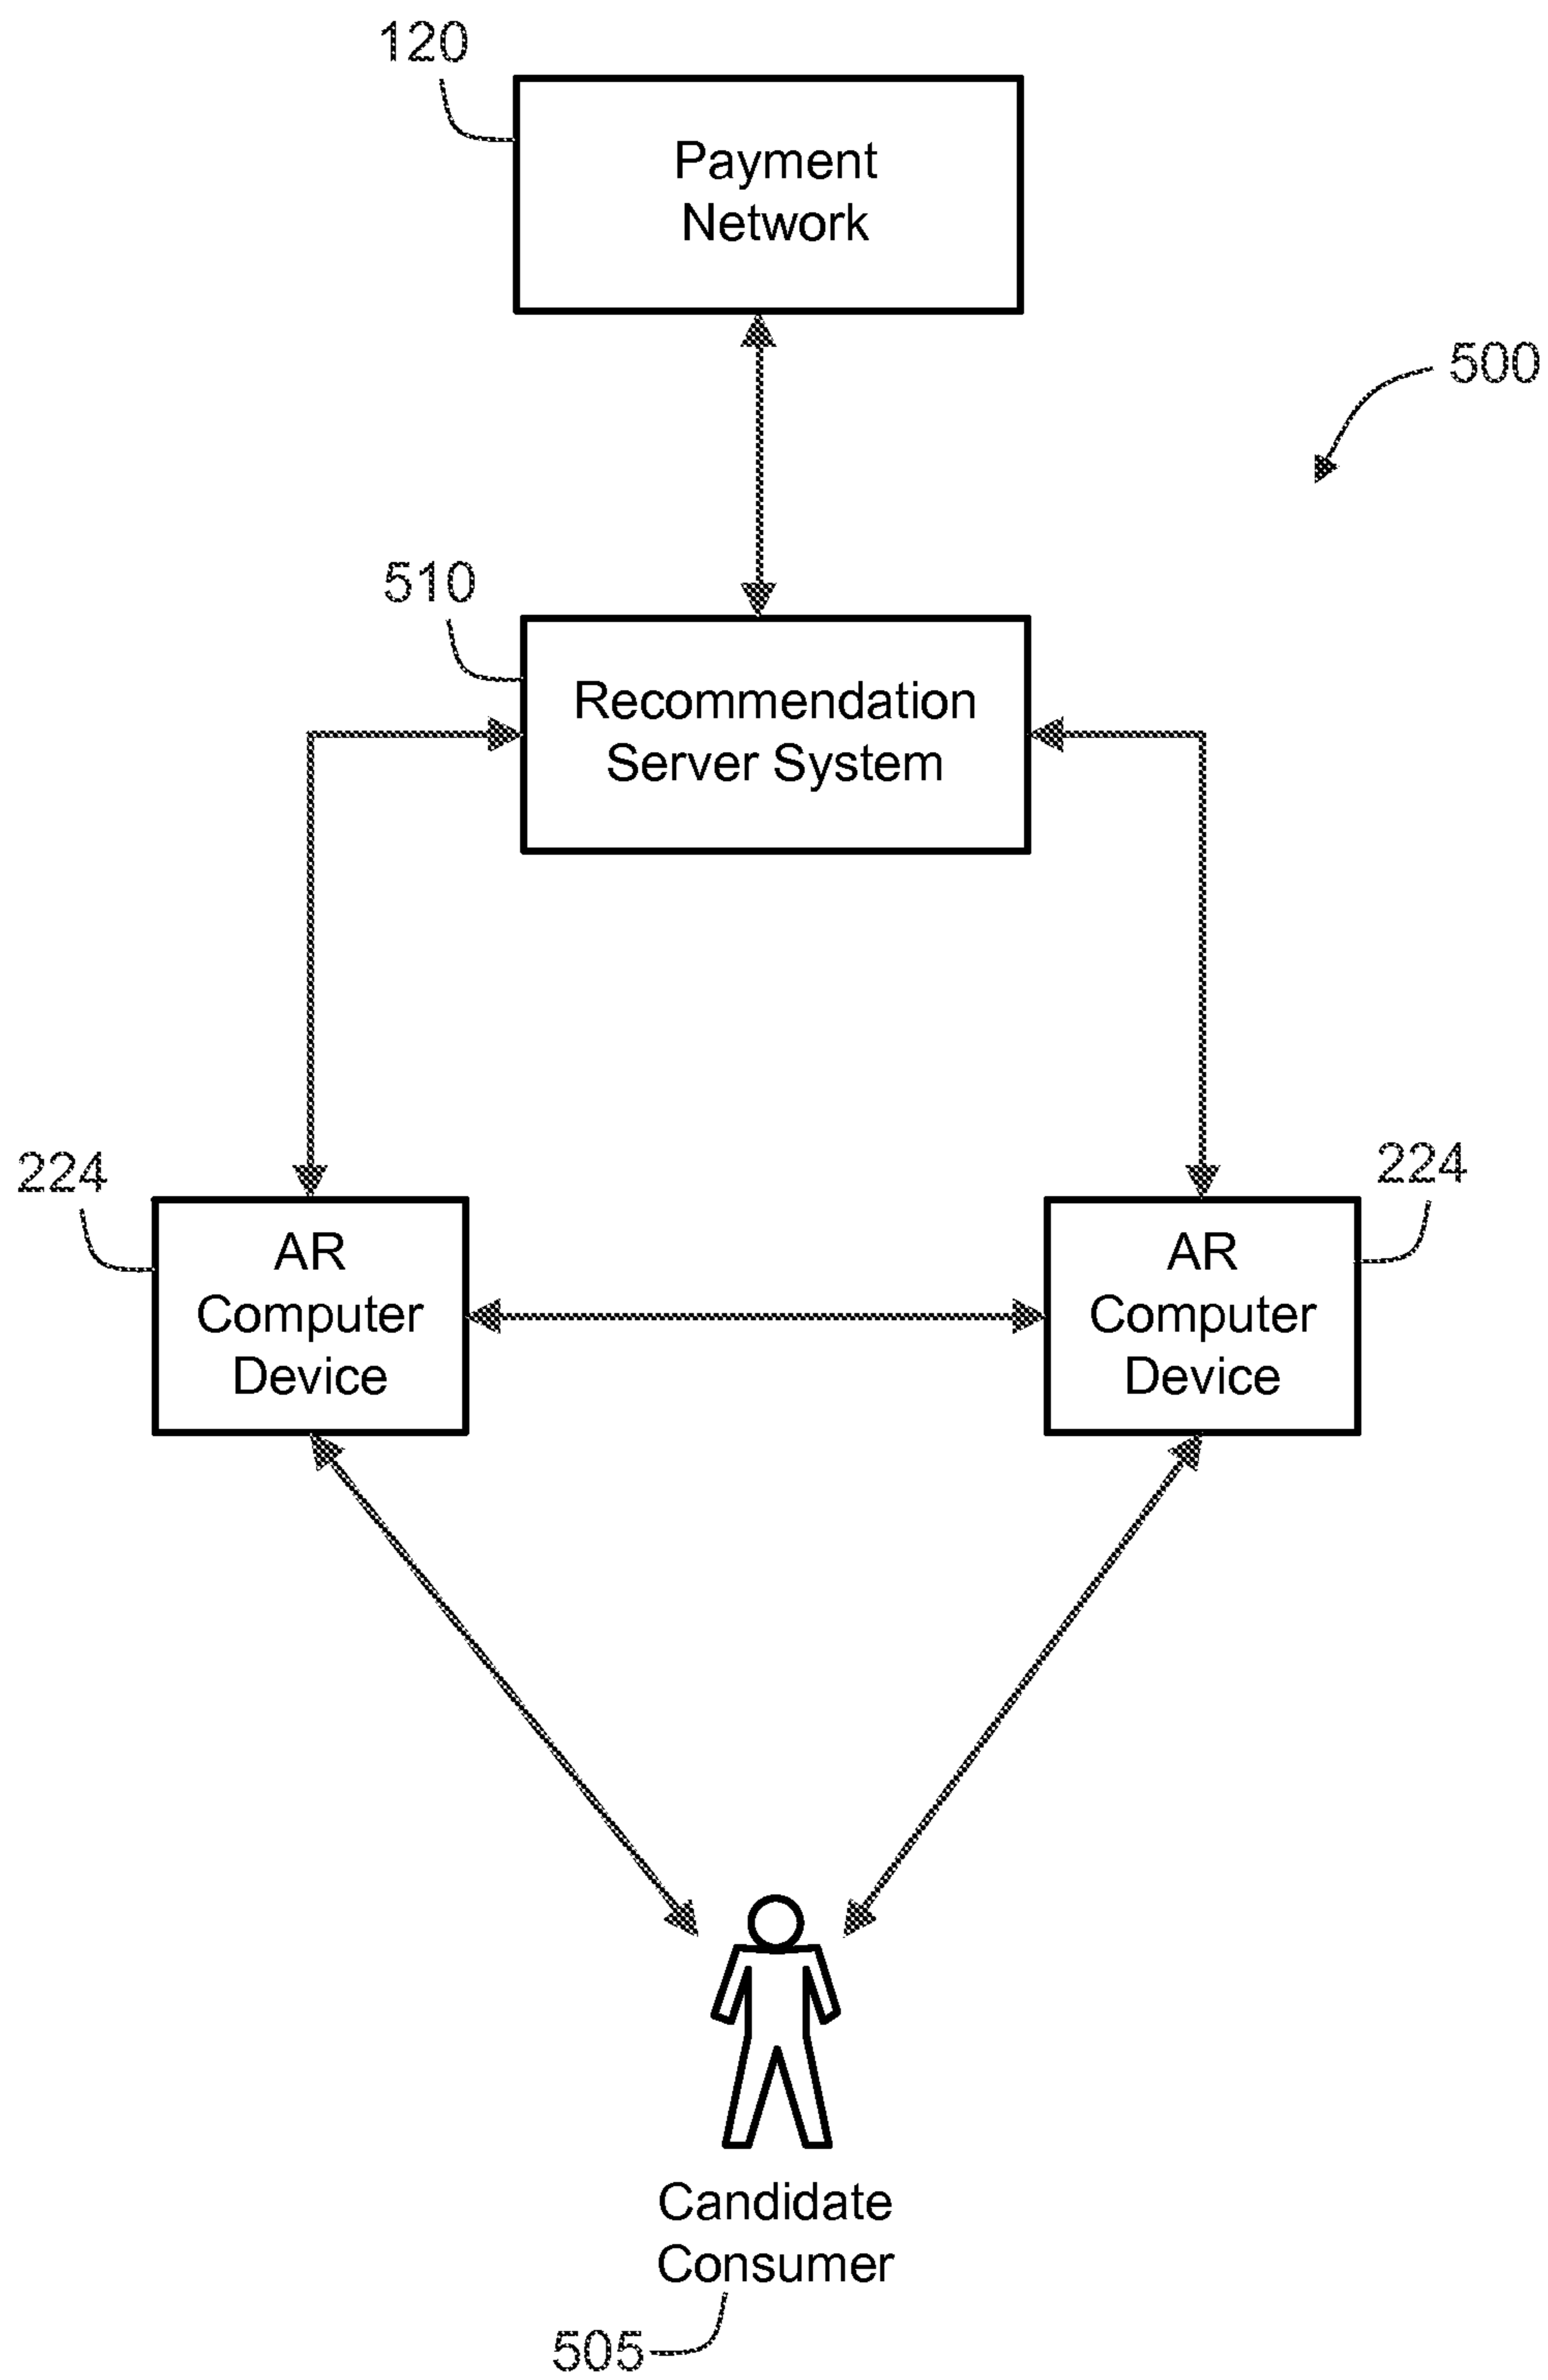 120
Payment
Network
500
510
Recommendation
Server System
224
224
AR
Computer
Device
AR
Computer
Device
Candidate
Consumer
505